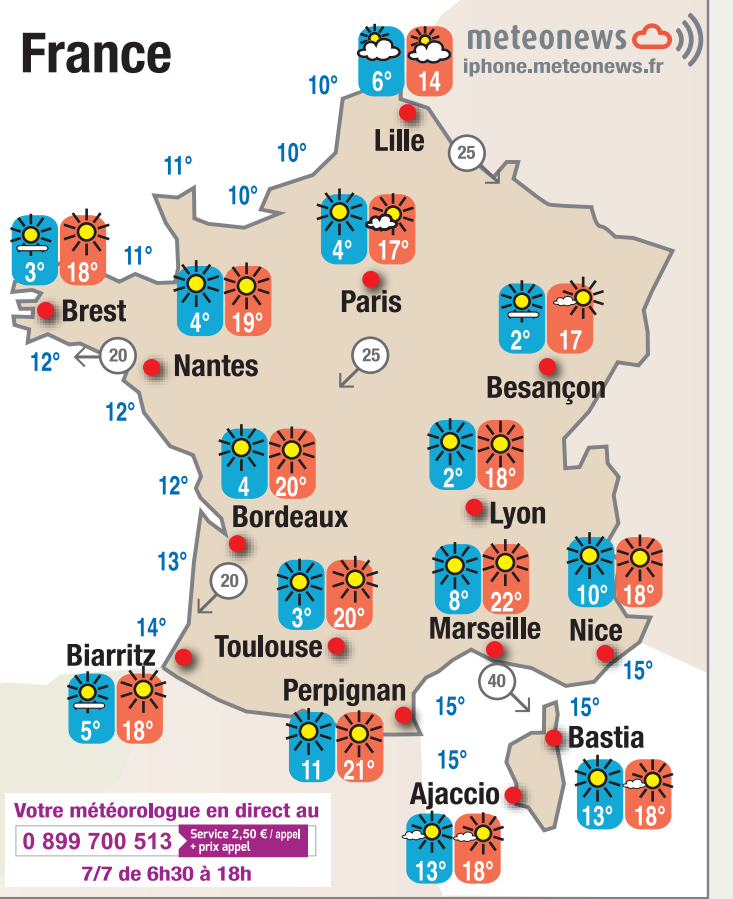 France
meteonews
iphone.meteonews.fr
6° 14
10°
Lille
25
10°
11°
10°
4° 17°
Paris
3° 18°
11°
Brest
4° 19°
Nantes
12°
20
25
2° 17
Besançon
12°
4 20°
Bordeaux
2° 18°
Lyon
12°
13°
20
3° 20°
Toulouse
8° 22°
Marseille
10° 18°
Nice
14°
Biarritz
5° 18°
15°
40
Perpignan
11 21°
15°
15°
15°
Bastia
13° 18°
Ajaccio
13° 18°
Votre météorologue en direct au
0 899 700 513 Service 2,50 € / appel
+ prix appel
7/7 de 6h30 à 18h